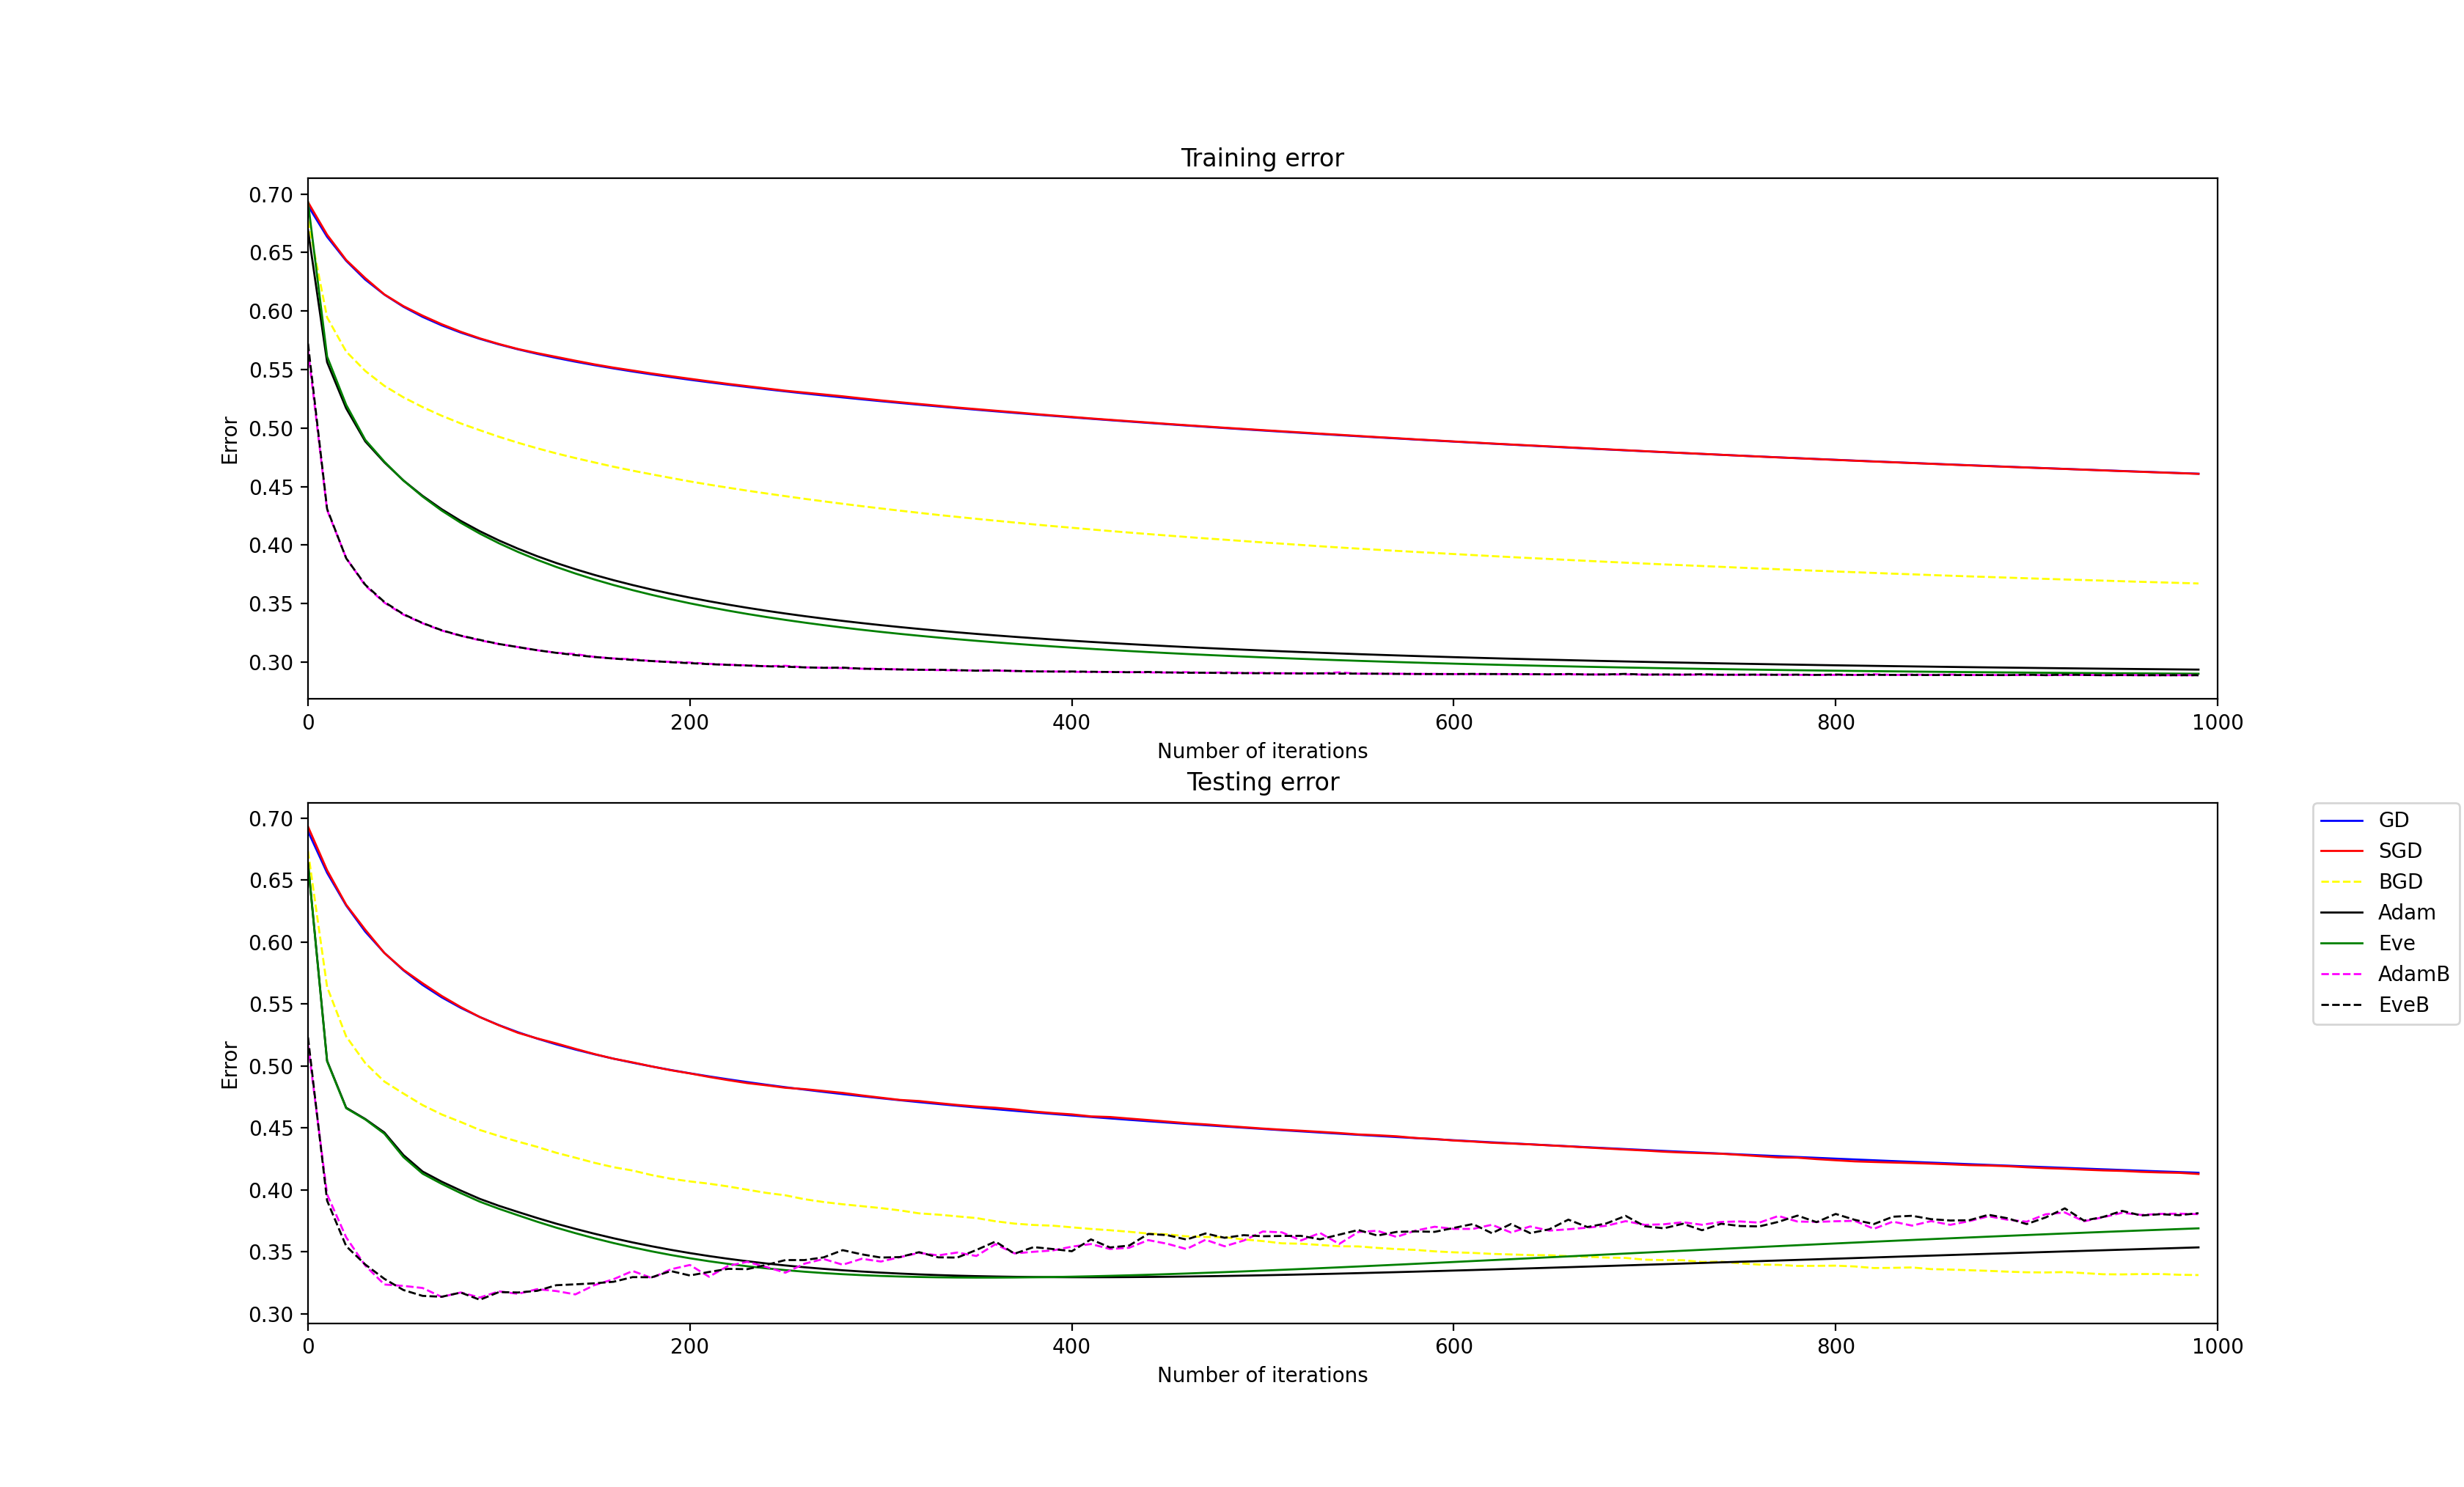 Training error
0.70
0.65
0.60
0.55
0.50
0.45
0.40
0.35
0.30
Error
0 200 400 600 800 1000
Number of iterations
Testing error
0.70
0.65
0.60
0.55
0.50
0.45
0.40
0.35
0.30
Error
0 200 400 600 800 1000
Number of iterations
GD
SGD
BGD
Adam
Eve
AdamB
EveB